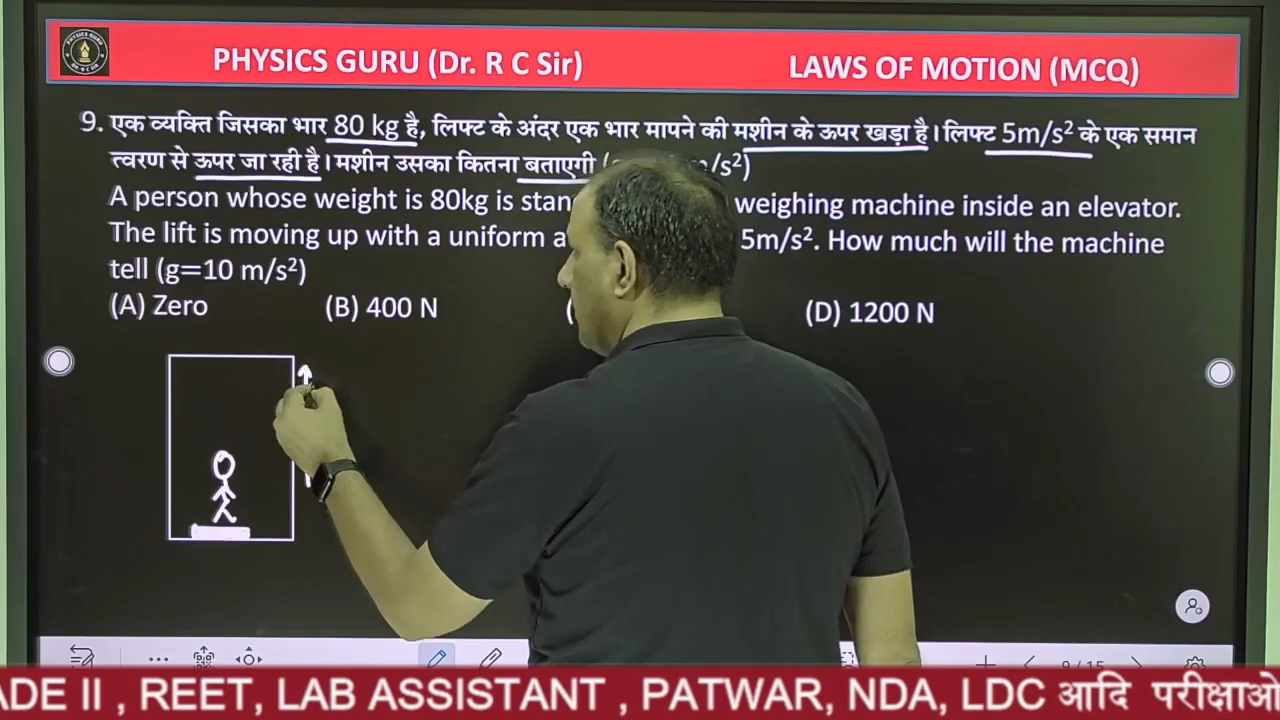 PHYSICS GURU (Dr. R C Sir)
LAWS OF MOTION (MCQ)
9. एक व्यक्ति जिसका भार 80 kg है, लिफ्ट के अंदर एक भार मापने की मशीन के ऊपर खड़ा है। लिफ्ट 5m/s² के एक समान
त्वरण से ऊपर जा रही है। मशीन उसका कितना बताएगी ( /s²)
A person whose weight is 80kg is stan weighing machine inside an elevator.
The lift is moving up with a uniform a 5m/s². How much will the machine
tell (g=10 m/s²)
(A) Zero (B) 400 N ( (D) 1200 N
9/15
ADE II , REET, LAB ASSISTANT , PATWAR, NDA, LDC आदि परीक्षाओ